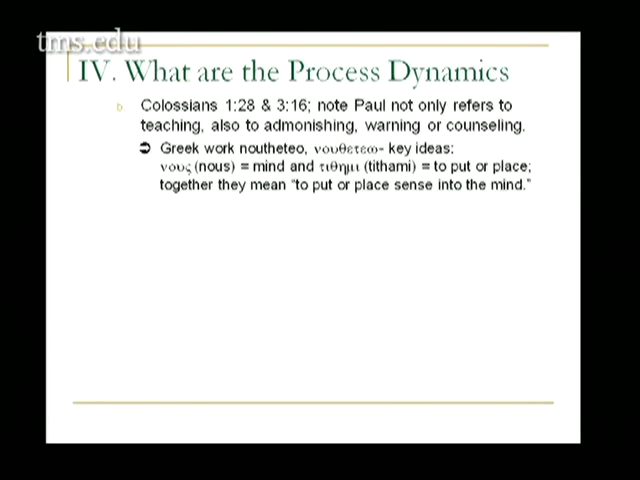 tms.edu
IV. What are the Process Dynamics
b. Colossians 1:28 & 3:16; note Paul not only refers to
teaching, also to admonishing, warning or counseling.
➲ Greek work noutheteo, νουθετεω- key ideas:
νους (nous) = mind and τιθημι (tithami) = to put or place;
together they mean “to put or place sense into the mind.”